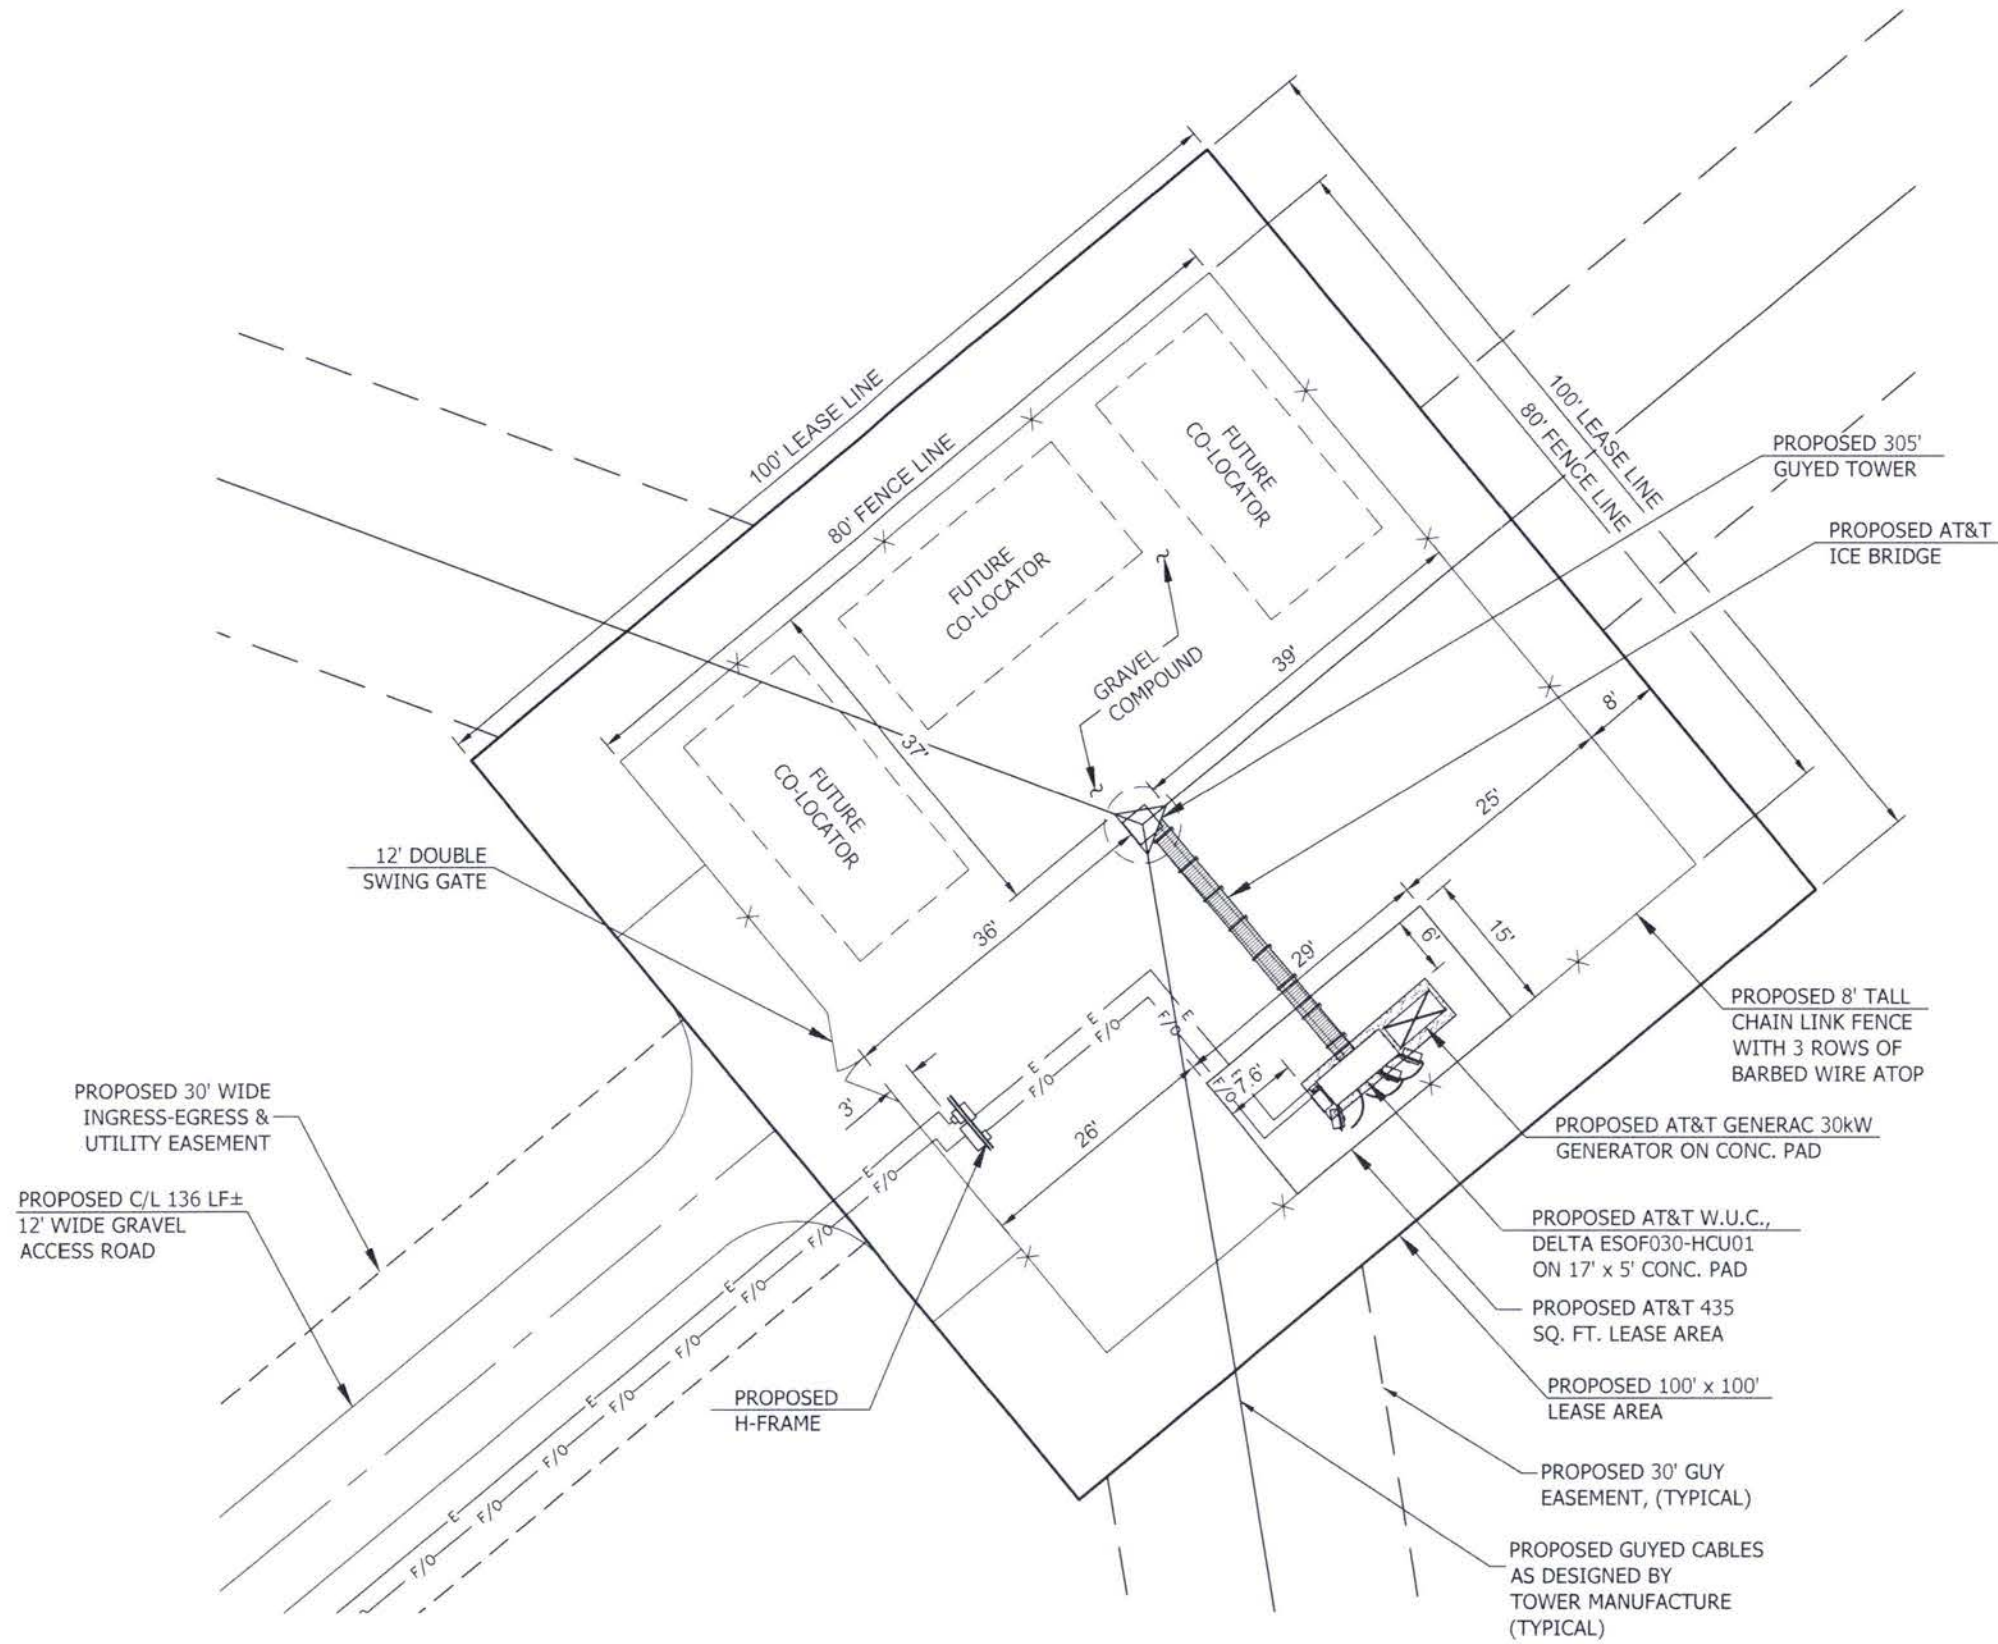 100' LEASE LINE
80' FENCE LINE
100' LEASE LINE
80' FENCE LINE
FUTURE
CO-LOCATOR
FUTURE
CO-LOCATOR
FUTURE
CO-LOCATOR
GRAVEL
COMPOUND
39'
37'
36'
8'
25'
29'
15'
6'
7.6'
26'
3'
PROPOSED 305'
GUYED TOWER
PROPOSED AT&T
ICE BRIDGE
12' DOUBLE
SWING GATE
PROPOSED 8' TALL
CHAIN LINK FENCE
WITH 3 ROWS OF
BARBED WIRE ATOP
PROPOSED 30' WIDE
INGRESS-EGRESS &
UTILITY EASEMENT
PROPOSED C/L 136 LF±
12' WIDE GRAVEL
ACCESS ROAD
PROPOSED AT&T GENERAC 30kW
GENERATOR ON CONC. PAD
PROPOSED AT&T W.U.C.,
DELTA ESOF030-HCU01
ON 17' x 5' CONC. PAD
PROPOSED AT&T 435
SQ. FT. LEASE AREA
PROPOSED
H-FRAME
PROPOSED 100' x 100'
LEASE AREA
PROPOSED 30' GUY
EASEMENT, (TYPICAL)
PROPOSED GUYED CABLES
AS DESIGNED BY
TOWER MANUFACTURE
(TYPICAL)
E
F/O
E
F/O
E
F/O
E
F/O
F/O
E
F/O
E
F/O
F/O
E
F/O
F/O
E
F/O
F/O
E
F/O
F/O